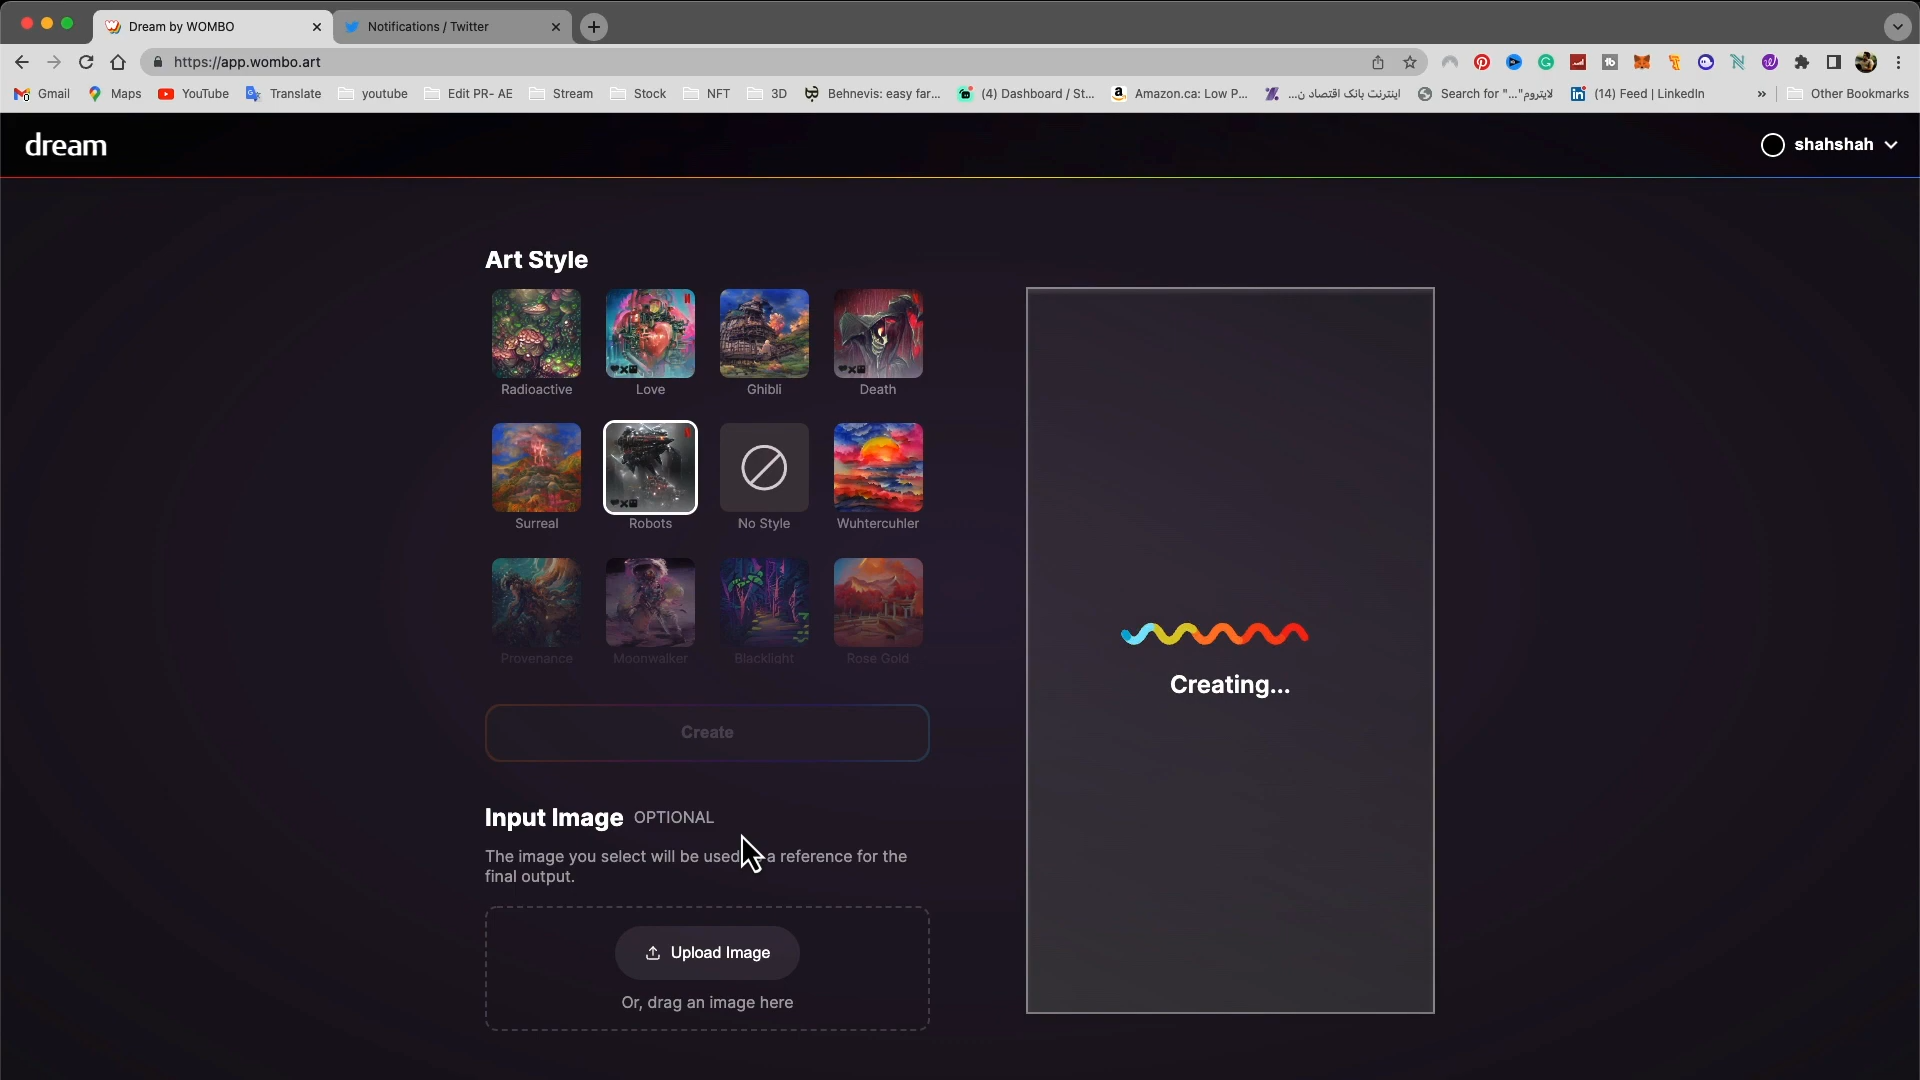 Dream by WOMBO
Notifications / Twitter
https://app.wombo.art
Gmail
Maps
YouTube
Translate
youtube
Edit PR- AE
Stream
Stock
NFT
3D
Behnevis: easy far...
(4) Dashboard / St...
Amazon.ca: Low P...
اینترنت بانک اقتصاد ن...
Search for "..."لایتروم
(14) Feed | LinkedIn
»
Other Bookmarks
dream
shahshah
Art Style
Radioactive
Love
Ghibli
Death
Surreal
Robots
No Style
Wuhtercuhler
Provenance
Moonwalker
Blacklight
Rose Gold
Create
Creating...
Input Image OPTIONAL
The image you select will be used a reference for the
final output.
Upload Image
Or, drag an image here